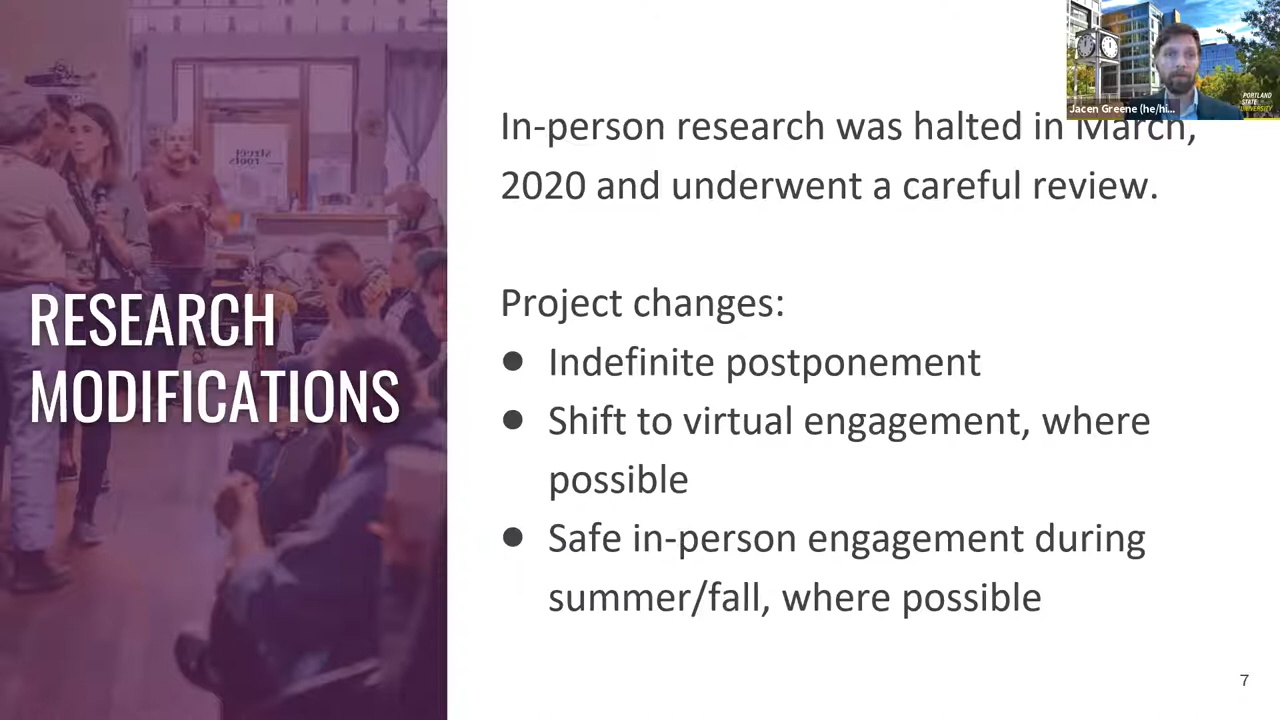 Jacen Greene (he/hi...
PORTLAND
STATE
UNIVERSITY
In-person research was halted in March,
2020 and underwent a careful review.
Project changes:
● Indefinite postponement
● Shift to virtual engagement, where
possible
● Safe in-person engagement during
summer/fall, where possible
RESEARCH
MODIFICATIONS
street
roots
7